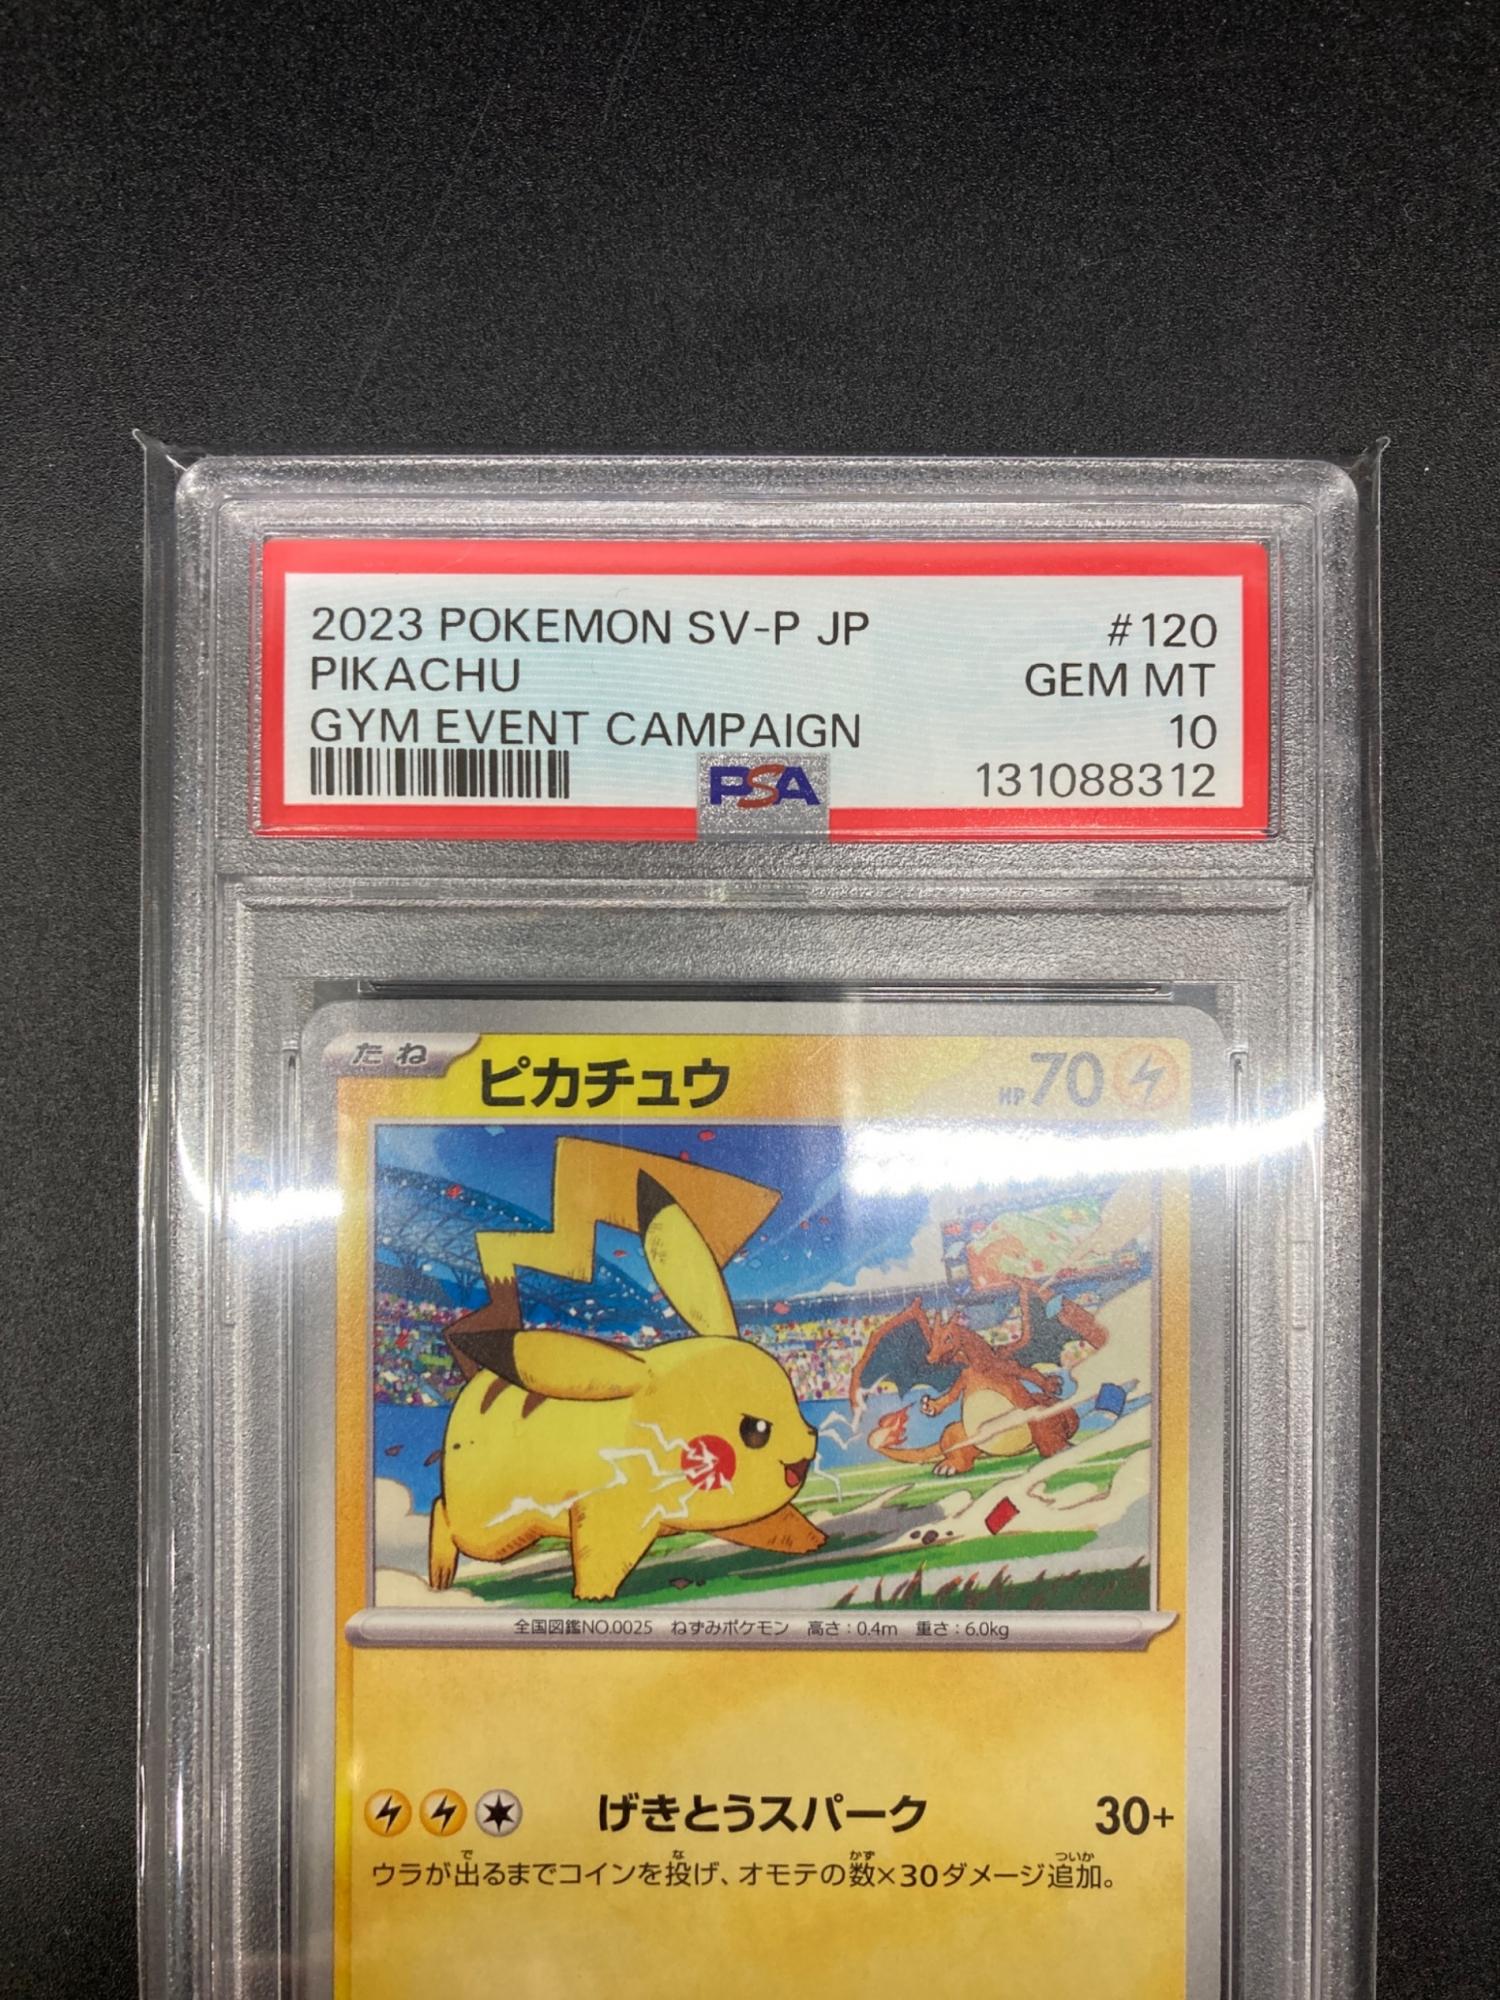 2023 POKEMON SV-P JP #120
PIKACHU GEM MT
GYM EVENT CAMPAIGN 10
PSA 131088312
たね ピカチュウ HP70
全国図鑑NO.0025 ねずみポケモン 高さ:0.4m 重さ:6.0kg
げきとうスパーク 30+
ウラが出るまでコインを投げ、オモテの数×30ダメージ追加。